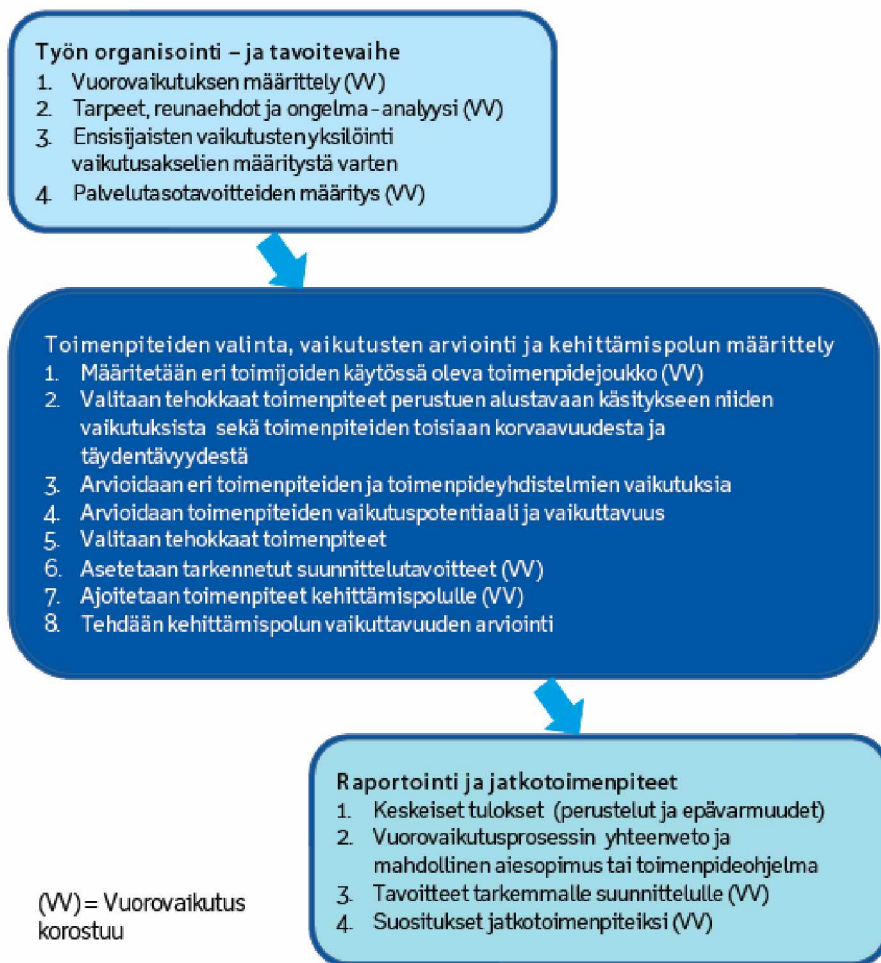 Työn organisointi – ja tavoitevaihe
1. Vuorovaikutuksen määrittely (VV)
2. Tarpeet, reunaehdot ja ongelma-analyysi (VV)
3. Ensisijaisten vaikutusten yksilöinti
vaikutusakselien määritystä varten
4. Palvelutasotavoitteiden määritys (VV)
Toimenpiteiden valinta, vaikutusten arviointi ja kehittämispolun määrittely
1. Määritetään eri toimijoiden käytössä oleva toimenpidejoukko (VV)
2. Valitaan tehokkaat toimenpiteet perustuen alustavaan käsitykseen niiden
vaikutuksista sekä toimenpiteiden toisiaan korvaavuudesta ja
täydentävyydestä
3. Arvioidaan eri toimenpiteiden ja toimenpideyhdistelmien vaikutuksia
4. Arvioidaan toimenpiteiden vaikutuspotentiaali ja vaikuttavuus
5. Valitaan tehokkaat toimenpiteet
6. Asetetaan tarkennetut suunnittelutavoitteet (VV)
7. Ajoitetaan toimenpiteet kehittämispolulle (VV)
8. Tehdään kehittämispolun vaikuttavuuden arviointi
Raportointi ja jatkotoimenpiteet
1. Keskeiset tulokset (perustelut ja epävarmuudet)
2. Vuorovaikutusprosessin yhteenveto ja
mahdollinen aiesopimus tai toimenpideohjelma
3. Tavoitteet tarkemmalle suunnittelulle (VV)
4. Suositukset jatkotoimenpiteiksi (VV)
(VV) = Vuorovaikutus
korostuu